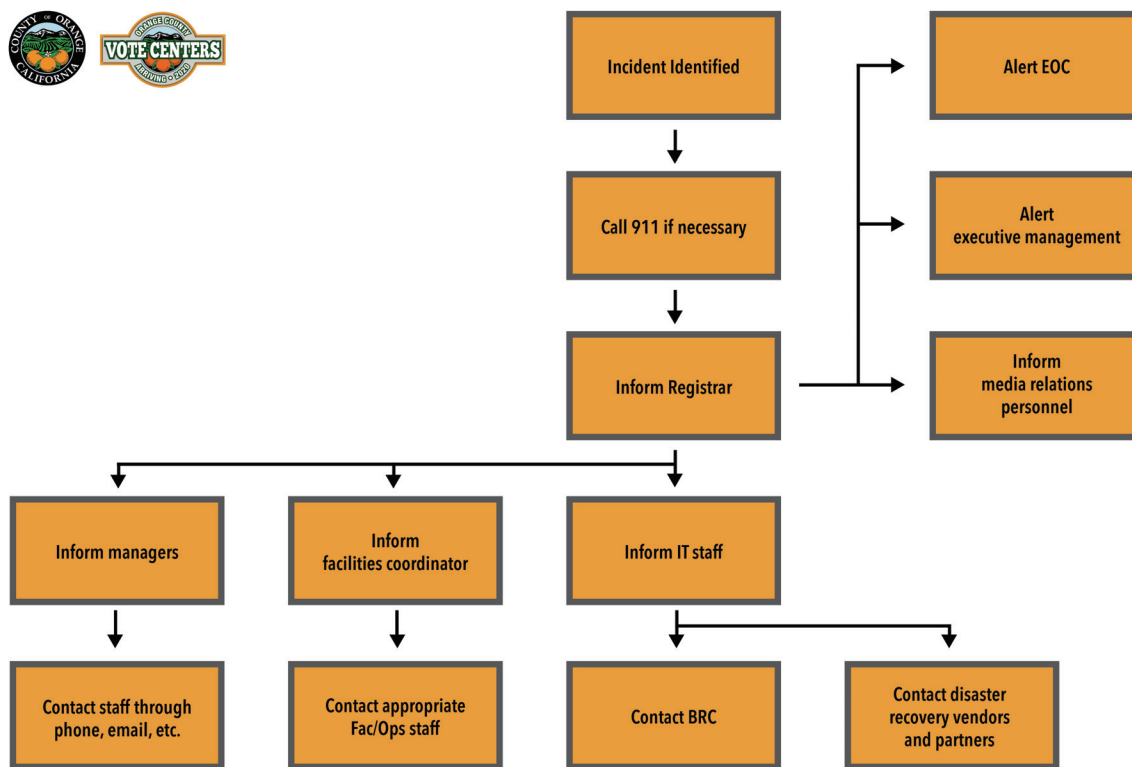 COUNTY OF ORANGE
CALIFORNIA
ORANGE COUNTY
VOTE CENTERS
ARRIVING • 2020
Incident Identified
Alert EOC
Call 911 if necessary
Alert
executive management
Inform Registrar
Inform
media relations
personnel
Inform managers
Inform
facilities coordinator
Inform IT staff
Contact staff through
phone, email, etc.
Contact appropriate
Fac/Ops staff
Contact BRC
Contact disaster
recovery vendors
and partners